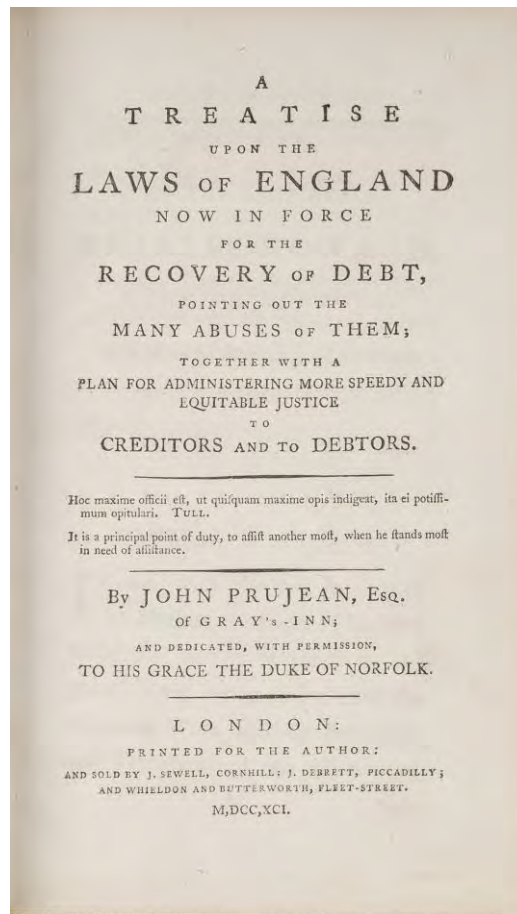 A
TREATISE
UPON THE
LAWS OF ENGLAND
NOW IN FORCE
FOR THE
RECOVERY OF DEBT,
POINTING OUT THE
MANY ABUSES OF THEM;
TOGETHER WITH A
PLAN FOR ADMINISTERING MORE SPEEDY AND
EQUITABLE JUSTICE
TO
CREDITORS AND TO DEBTORS.
Hoc maxime officii eſt, ut quiſquam maxime opis indigeat, ita ei potiſſi-
mum opitulari. TULL.
It is a principal point of duty, to aſſiſt another moſt, when he ſtands moſt
in need of aſſiſtance.
By JOHN PRUJEAN, Esq.
Of GRAY's-INN;
AND DEDICATED, WITH PERMISSION,
TO HIS GRACE THE DUKE OF NORFOLK.
LONDON:
PRINTED FOR THE AUTHOR:
AND SOLD BY J. SEWELL, CORNHILL: J. DEBRETT, PICCADILLY;
AND WHIELDON AND BUTTERWORTH, FLEET-STREET.
M,DCC,XCI.